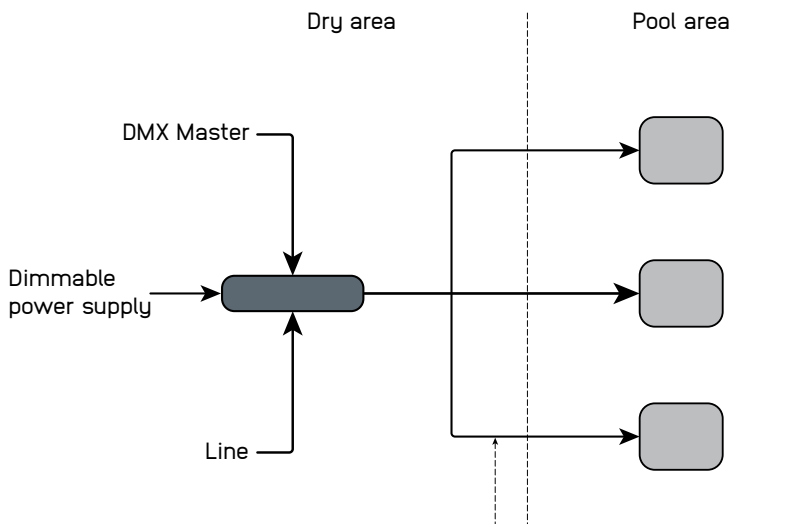 Dry area
Pool area
DMX Master
Dimmable
power supply
Line